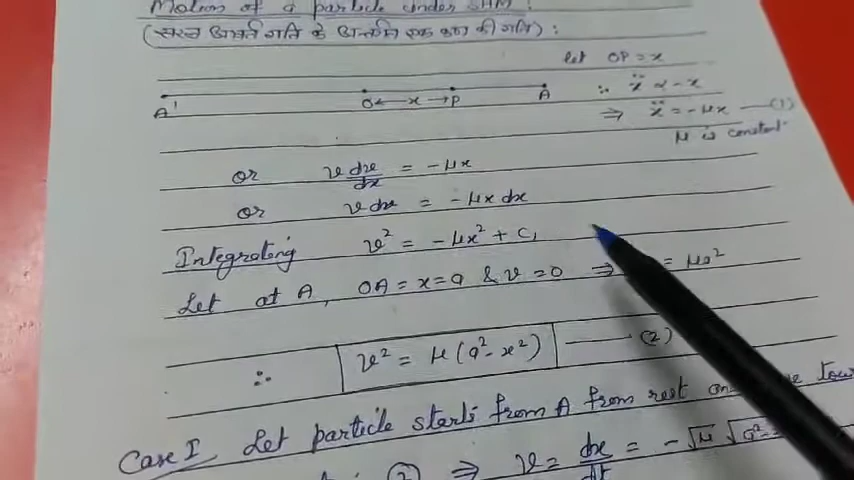 Motion of a particle under SHM :
(सरल आवर्त गति के अन्तर्गत एक कण की गति) :
let OP = x
A' O ← x → P A
∴ ẍ ∝ - x
⇒ ẍ = -μx —(1)
μ is constant
or v dv/dx = -μx
or v dv = -μx dx
Integrating v² = -μx² + C₁
Let at A, OA = x = a & v = 0 ⇒ = μa²
∴ v² = μ(a² - x²) —(2)
Case I Let particle starts from A from rest
⇒ v = dx/dt = -√μ